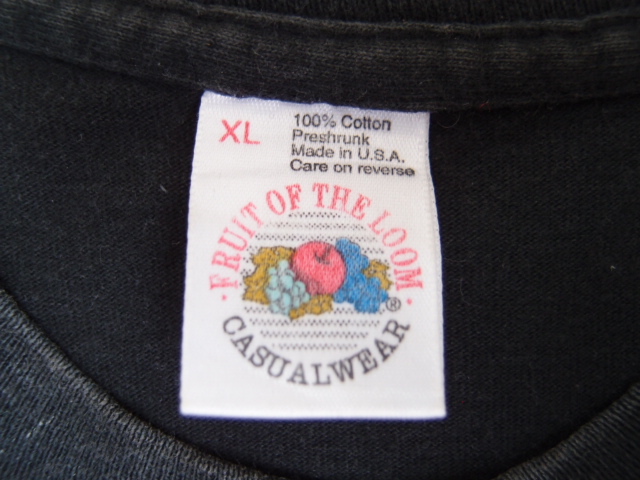 XL
100% Cotton
Preshrunk
Made in U.S.A.
Care on reverse
· FRUIT OF THE LOOM ·
®
CASUALWEAR